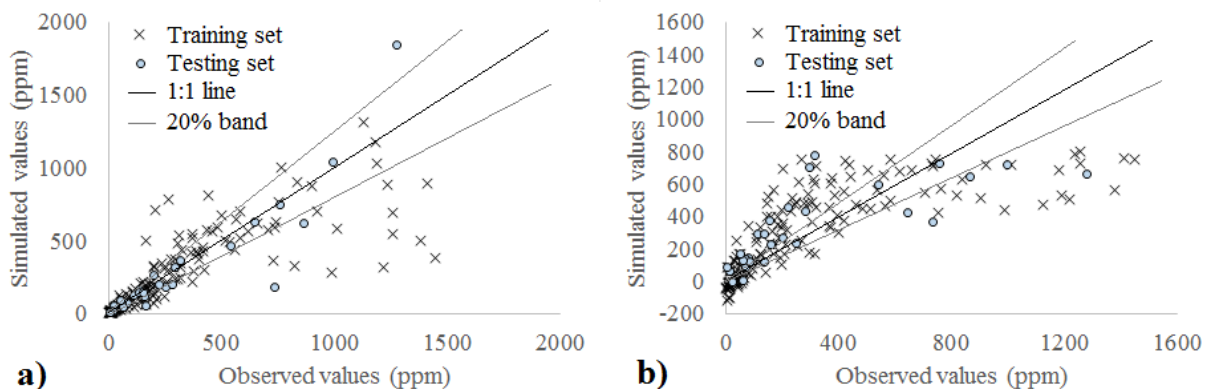 2000
1500
1000
500
0
Simulated values (ppm)
Training set
Testing set
1:1 line
20% band
0 500 1000 1500 2000
Observed values (ppm)
a)
1600
1400
1200
1000
800
600
400
200
0
-200
Simulated values (ppm)
Training set
Testing set
1:1 line
20% band
0 400 800 1200 1600
Observed values (ppm)
b)